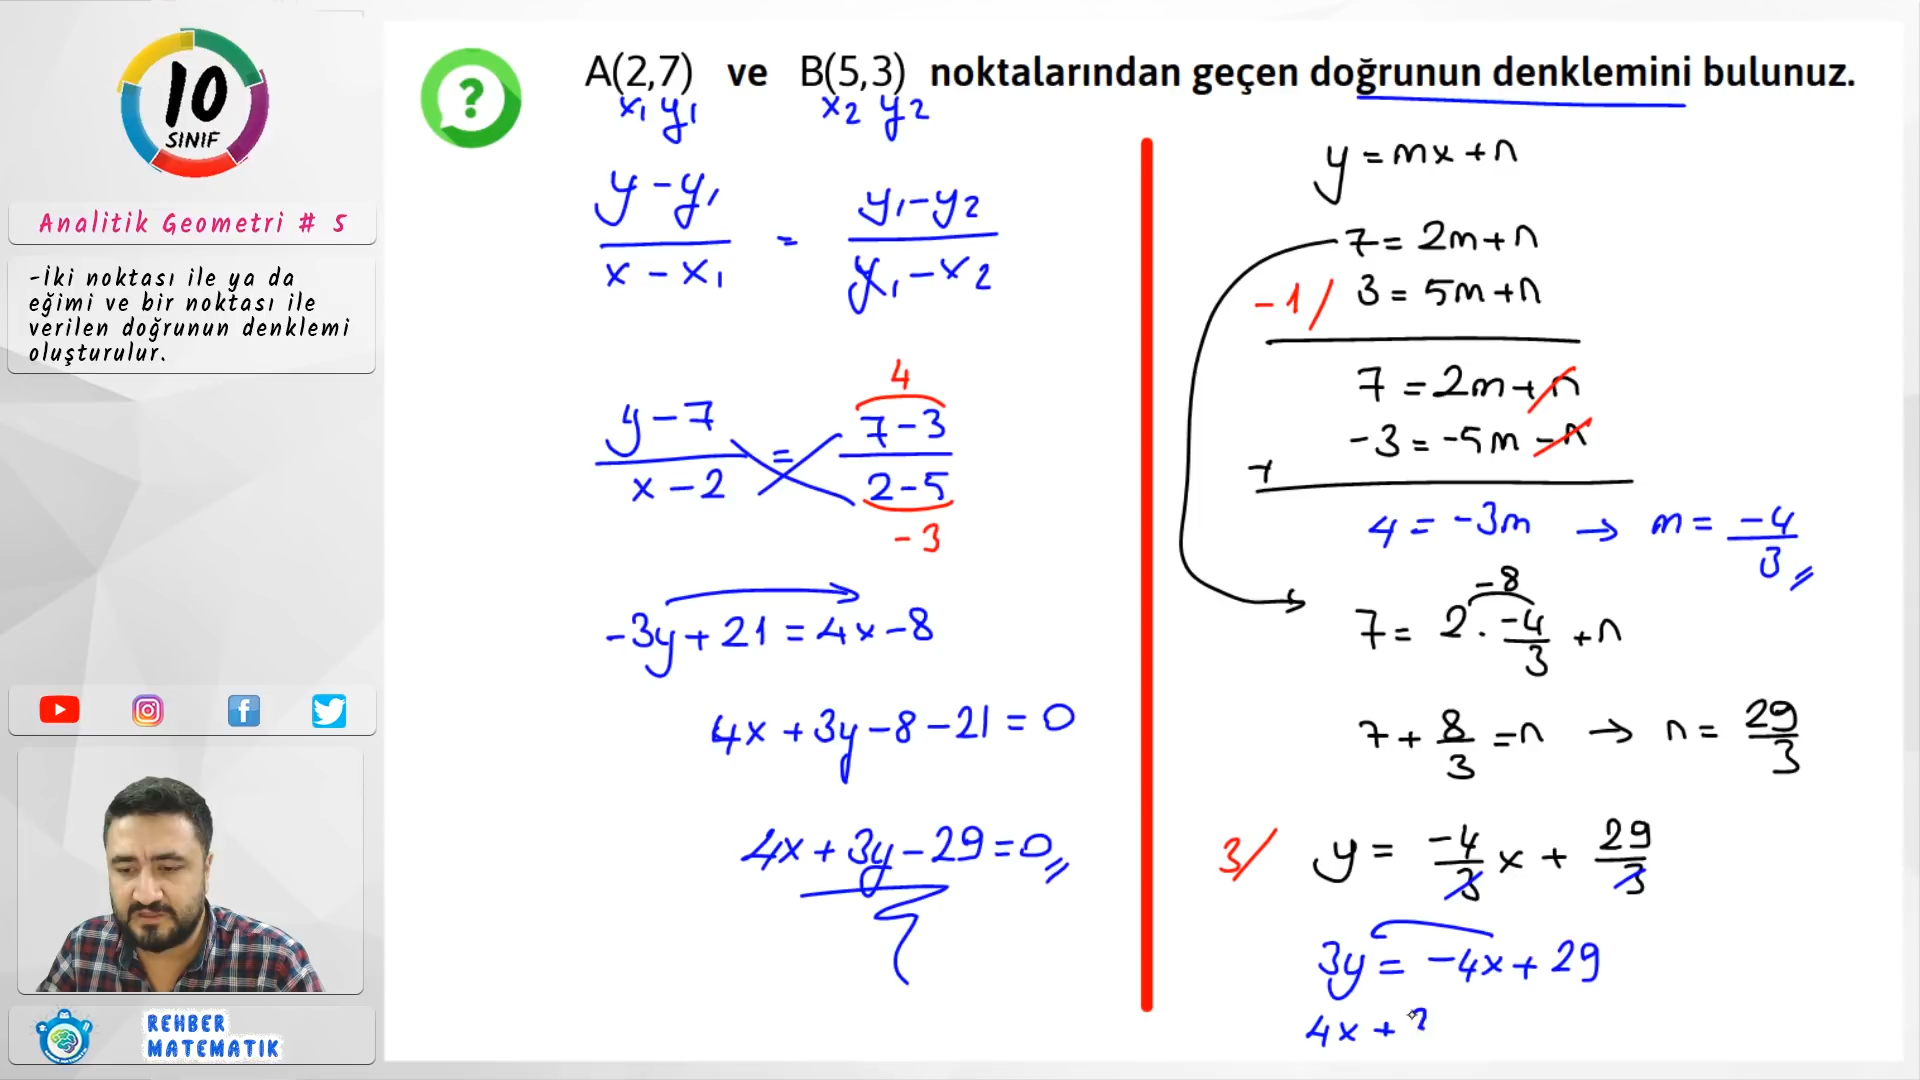 10
SINIF
Analitik Geometri # 5
-İki noktası ile ya da
eğimi ve bir noktası ile
verilen doğrunun denklemi
oluşturulur.
REHBER
MATEMATİK
?
A(2,7) ve B(5,3) noktalarından geçen doğrunun denklemini bulunuz.
x₁ y₁ x₂ y₂
y - y₁ / x - x₁ = y₁ - y₂ / x₁ - x₂
4
y - 7 / x - 2 = 7 - 3 / 2 - 5
-3
-3y + 21 = 4x - 8
4x + 3y - 8 - 21 = 0
4x + 3y - 29 = 0
y = mx + n
7 = 2m + n
-1/ 3 = 5m + n
7 = 2m + n
-3 = -5m - n
+
4 = -3m → m = -4/3
-8
7 = 2 · -4/3 + n
7 + 8/3 = n → n = 29/3
3/ y = -4/3 x + 29/3
3y = -4x + 29
4x +